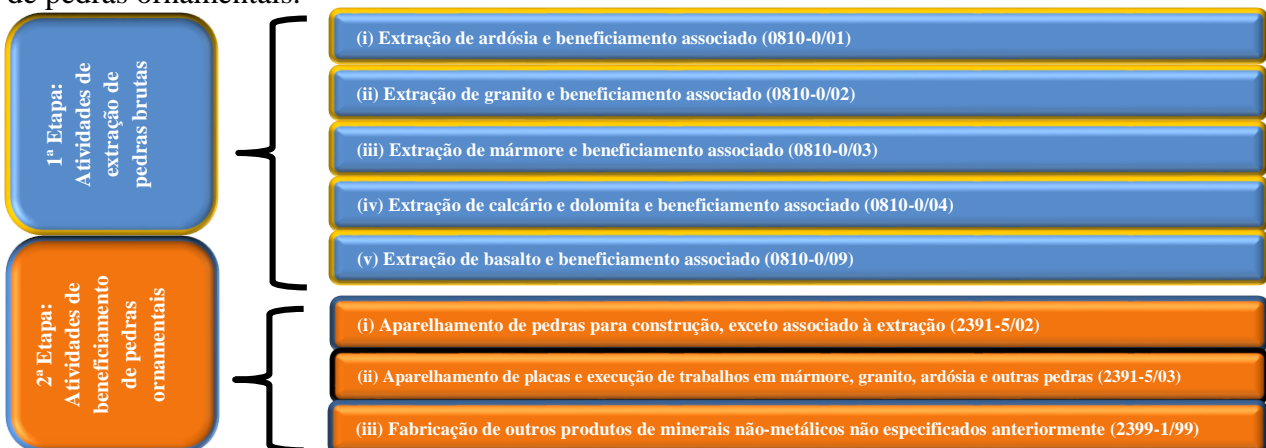 de pedras ornamentais.
1ª Etapa:
Atividades de
extração de
pedras brutas
(i) Extração de ardósia e beneficiamento associado (0810-0/01)
(ii) Extração de granito e beneficiamento associado (0810-0/02)
(iii) Extração de mármore e beneficiamento associado (0810-0/03)
(iv) Extração de calcário e dolomita e beneficiamento associado (0810-0/04)
(v) Extração de basalto e beneficiamento associado (0810-0/09)
2ª Etapa:
Atividades de
beneficiamento
de pedras
ornamentais
(i) Aparelhamento de pedras para construção, exceto associado à extração (2391-5/02)
(ii) Aparelhamento de placas e execução de trabalhos em mármore, granito, ardósia e outras pedras (2391-5/03)
(iii) Fabricação de outros produtos de minerais não-metálicos não especificados anteriormente (2399-1/99)